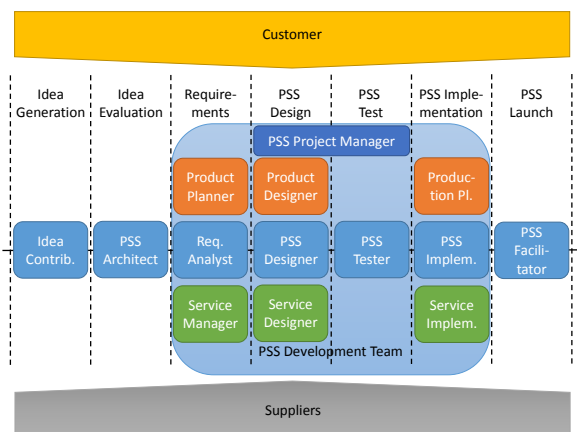 Customer
Idea
Generation
Idea
Evaluation
Require-
ments
PSS
Design
PSS
Test
PSS Imple-
mentation
PSS
Launch
PSS Project Manager
Product
Planner
Product
Designer
Produc-
tion Pl.
Idea
Contrib.
PSS
Architect
Req.
Analyst
PSS
Designer
PSS
Tester
PSS
Implem.
PSS
Facili-
tator
Service
Manager
Service
Designer
Service
Implem.
PSS Development Team
Suppliers